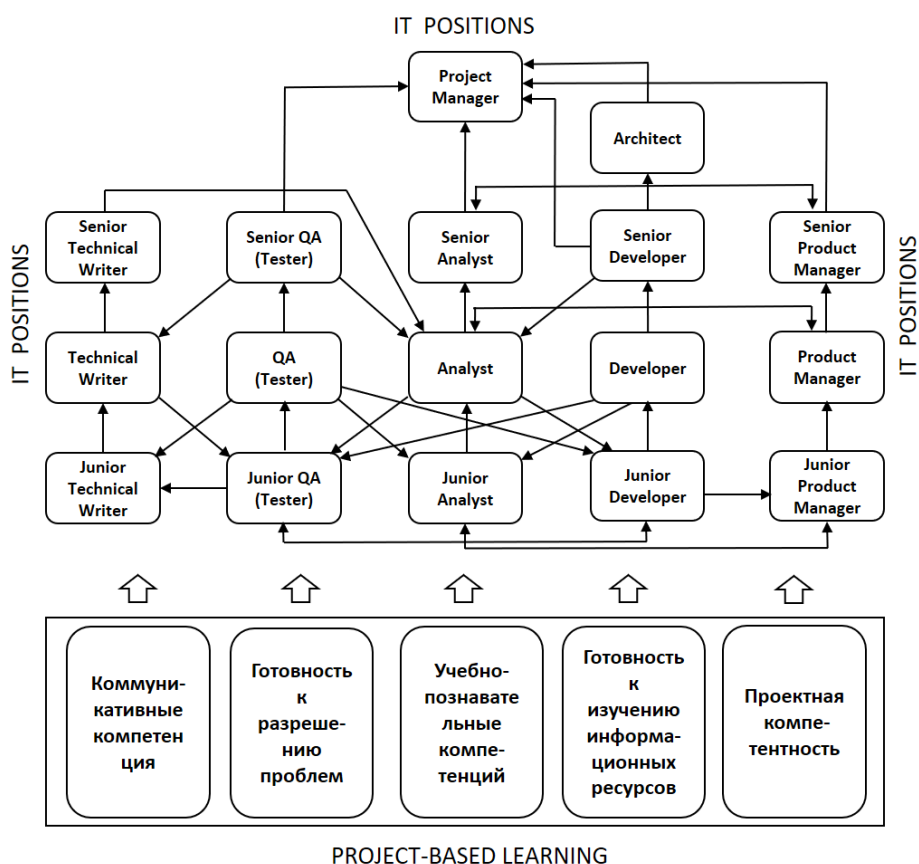 IT POSITIONS
Project
Manager
Architect
Senior
Technical
Writer
Senior QA
(Tester)
Senior
Analyst
Senior
Developer
Senior
Product
Manager
IT POSITIONS
IT POSITIONS
Technical
Writer
QA
(Tester)
Analyst
Developer
Product
Manager
Junior
Technical
Writer
Junior QA
(Tester)
Junior
Analyst
Junior
Developer
Junior
Product
Manager
Коммуни-
кативные
компетен
ция
Готовность
к
разреше-
нию
проблем
Учебно-
познавате
льные
компе-
тенций
Готовность
к
изучению
информа-
ционных
ресурсов
Проектная
компе-
тентность
PROJECT-BASED LEARNING